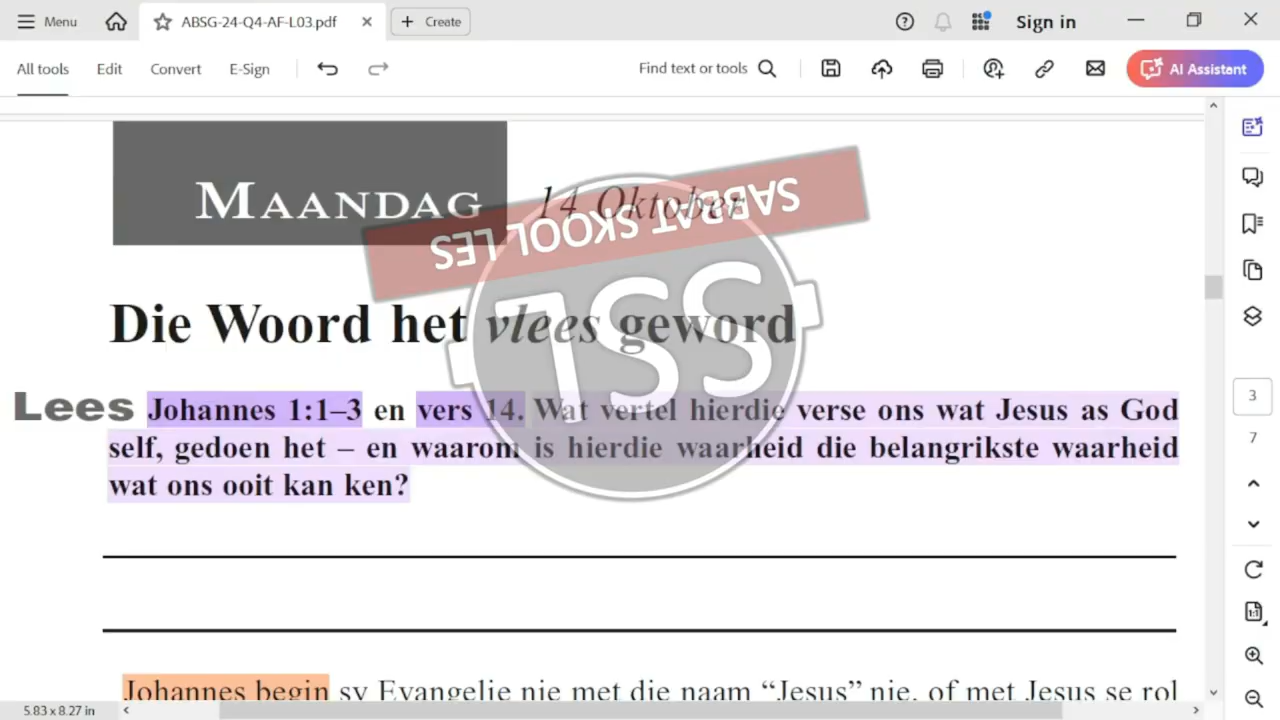 Menu
ABSG-24-Q4-AF-L03.pdf
Create
Sign in
All tools
Edit
Convert
E-Sign
Find text or tools
AI Assistant
MAANDAG
14 Oktober
SABBAT SKOOL LES
SSL
Die Woord het vlees geword
Lees Johannes 1:1–3 en vers 14. Wat vertel hierdie verse ons wat Jesus as God
self, gedoen het – en waarom is hierdie waarheid die belangrikste waarheid
wat ons ooit kan ken?
Johannes begin sy Evangelie nie met die naam “Jesus” nie, of met Jesus se rol
3
7
5.83 x 8.27 in